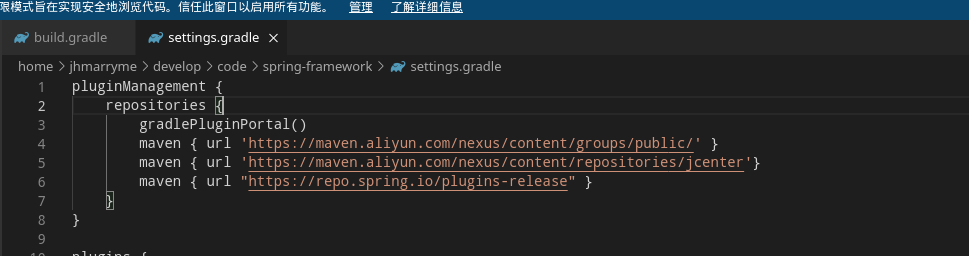 限模式旨在实现安全地浏览代码。信任此窗口以启用所有功能。 管理 了解详细信息
build.gradle settings.gradle ×
home > jhmarryme > develop > code > spring-framework > settings.gradle
1 pluginManagement {
2 repositories {
3 gradlePluginPortal()
4 maven { url 'https://maven.aliyun.com/nexus/content/groups/public/' }
5 maven { url 'https://maven.aliyun.com/nexus/content/repositories/jcenter'}
6 maven { url "https://repo.spring.io/plugins-release" }
7 }
8 }
9
10 plugins {